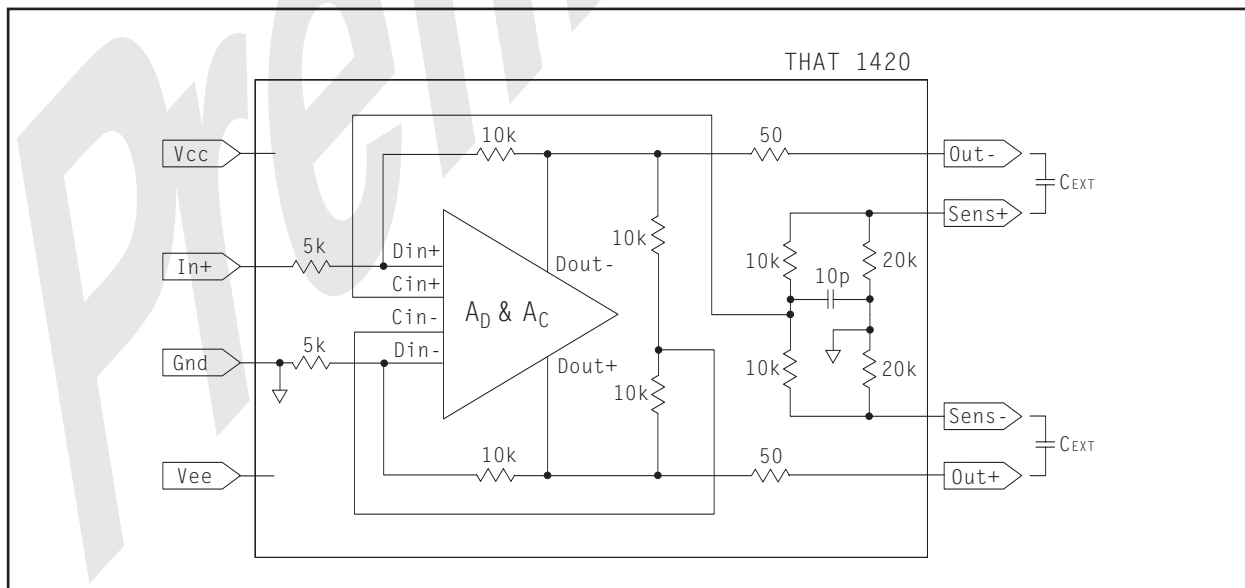 THAT 1420
10k
50
Vcc
Out-
CEXT
Sens+
10k
5k
10k
20k
In+
Din+
Dout-
10p
Cin+
AD & AC
Cin-
Gnd
5k
Din-
Dout+
10k
10k
20k
Sens-
CEXT
10k
50
Vee
Out+